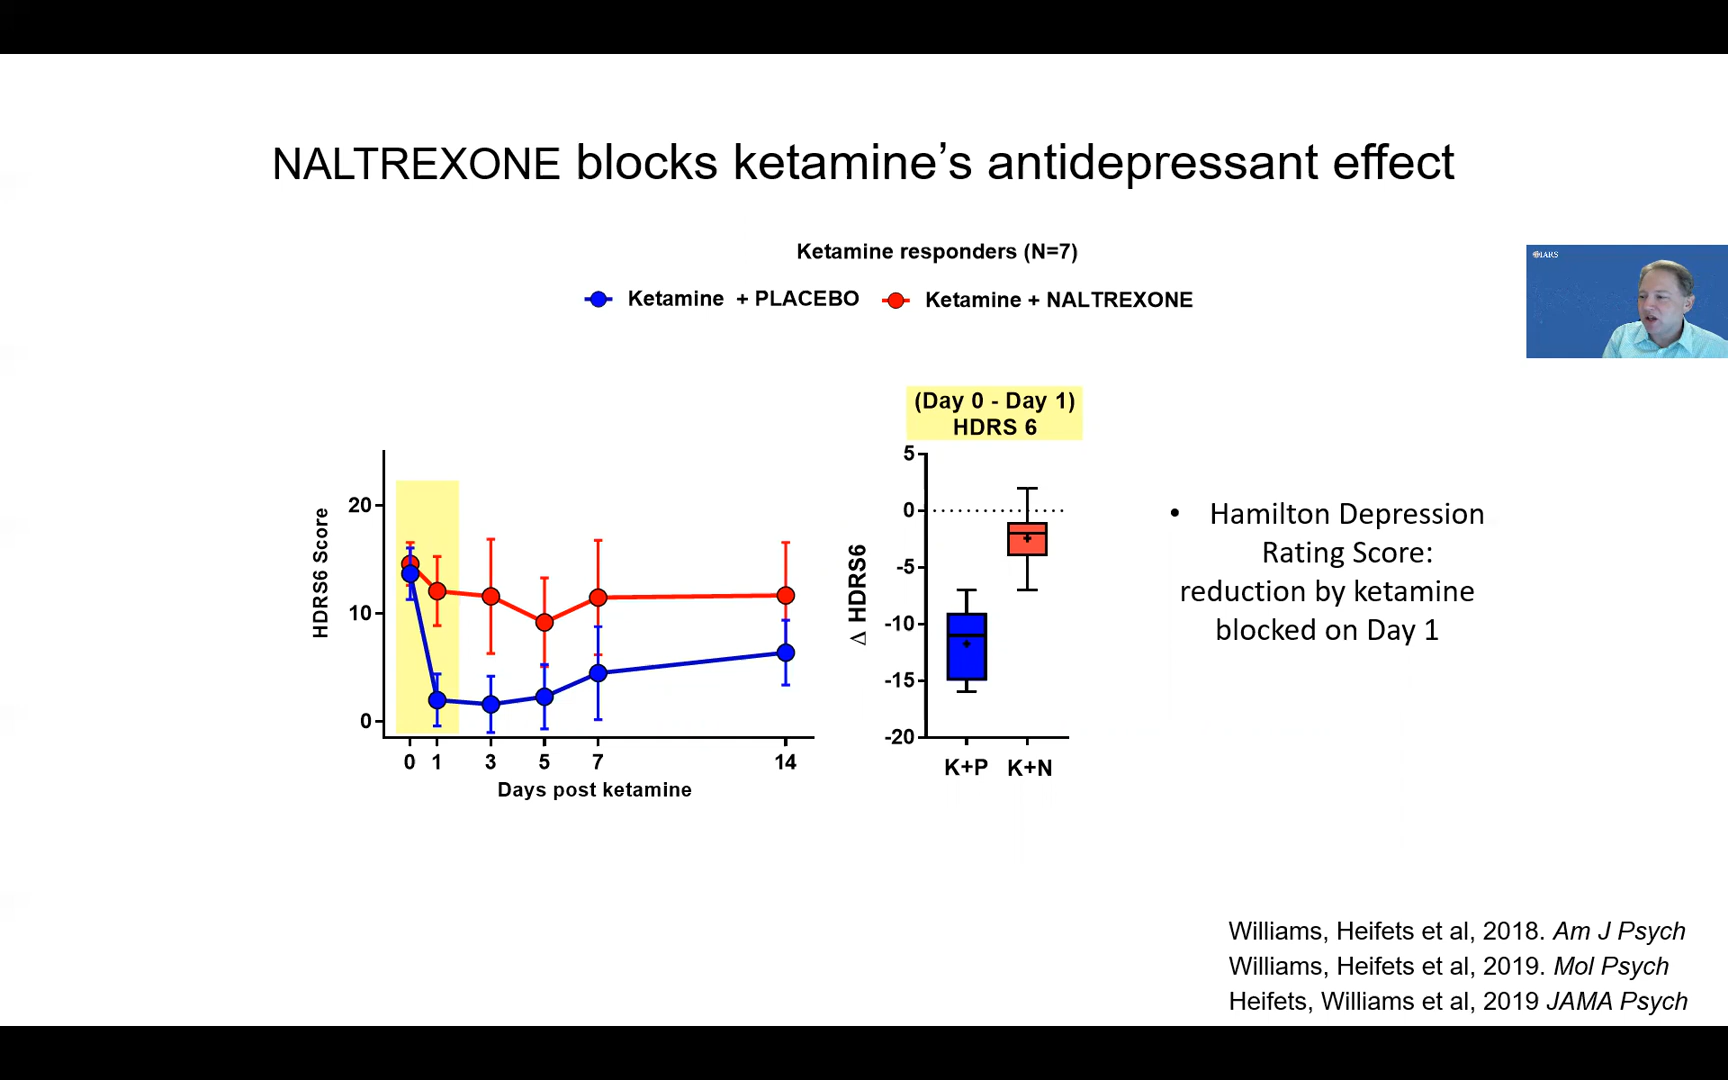 NALTREXONE blocks ketamine’s antidepressant effect
Ketamine responders (N=7)
Ketamine + PLACEBO
Ketamine + NALTREXONE
IARS
HDRS6 Score
20
10
0
0 1 3 5 7 14
Days post ketamine
(Day 0 - Day 1)
HDRS 6
Δ HDRS6
5
0
-5
-10
-15
-20
K+P K+N
• Hamilton Depression
Rating Score:
reduction by ketamine
blocked on Day 1
Williams, Heifets et al, 2018. Am J Psych
Williams, Heifets et al, 2019. Mol Psych
Heifets, Williams et al, 2019 JAMA Psych